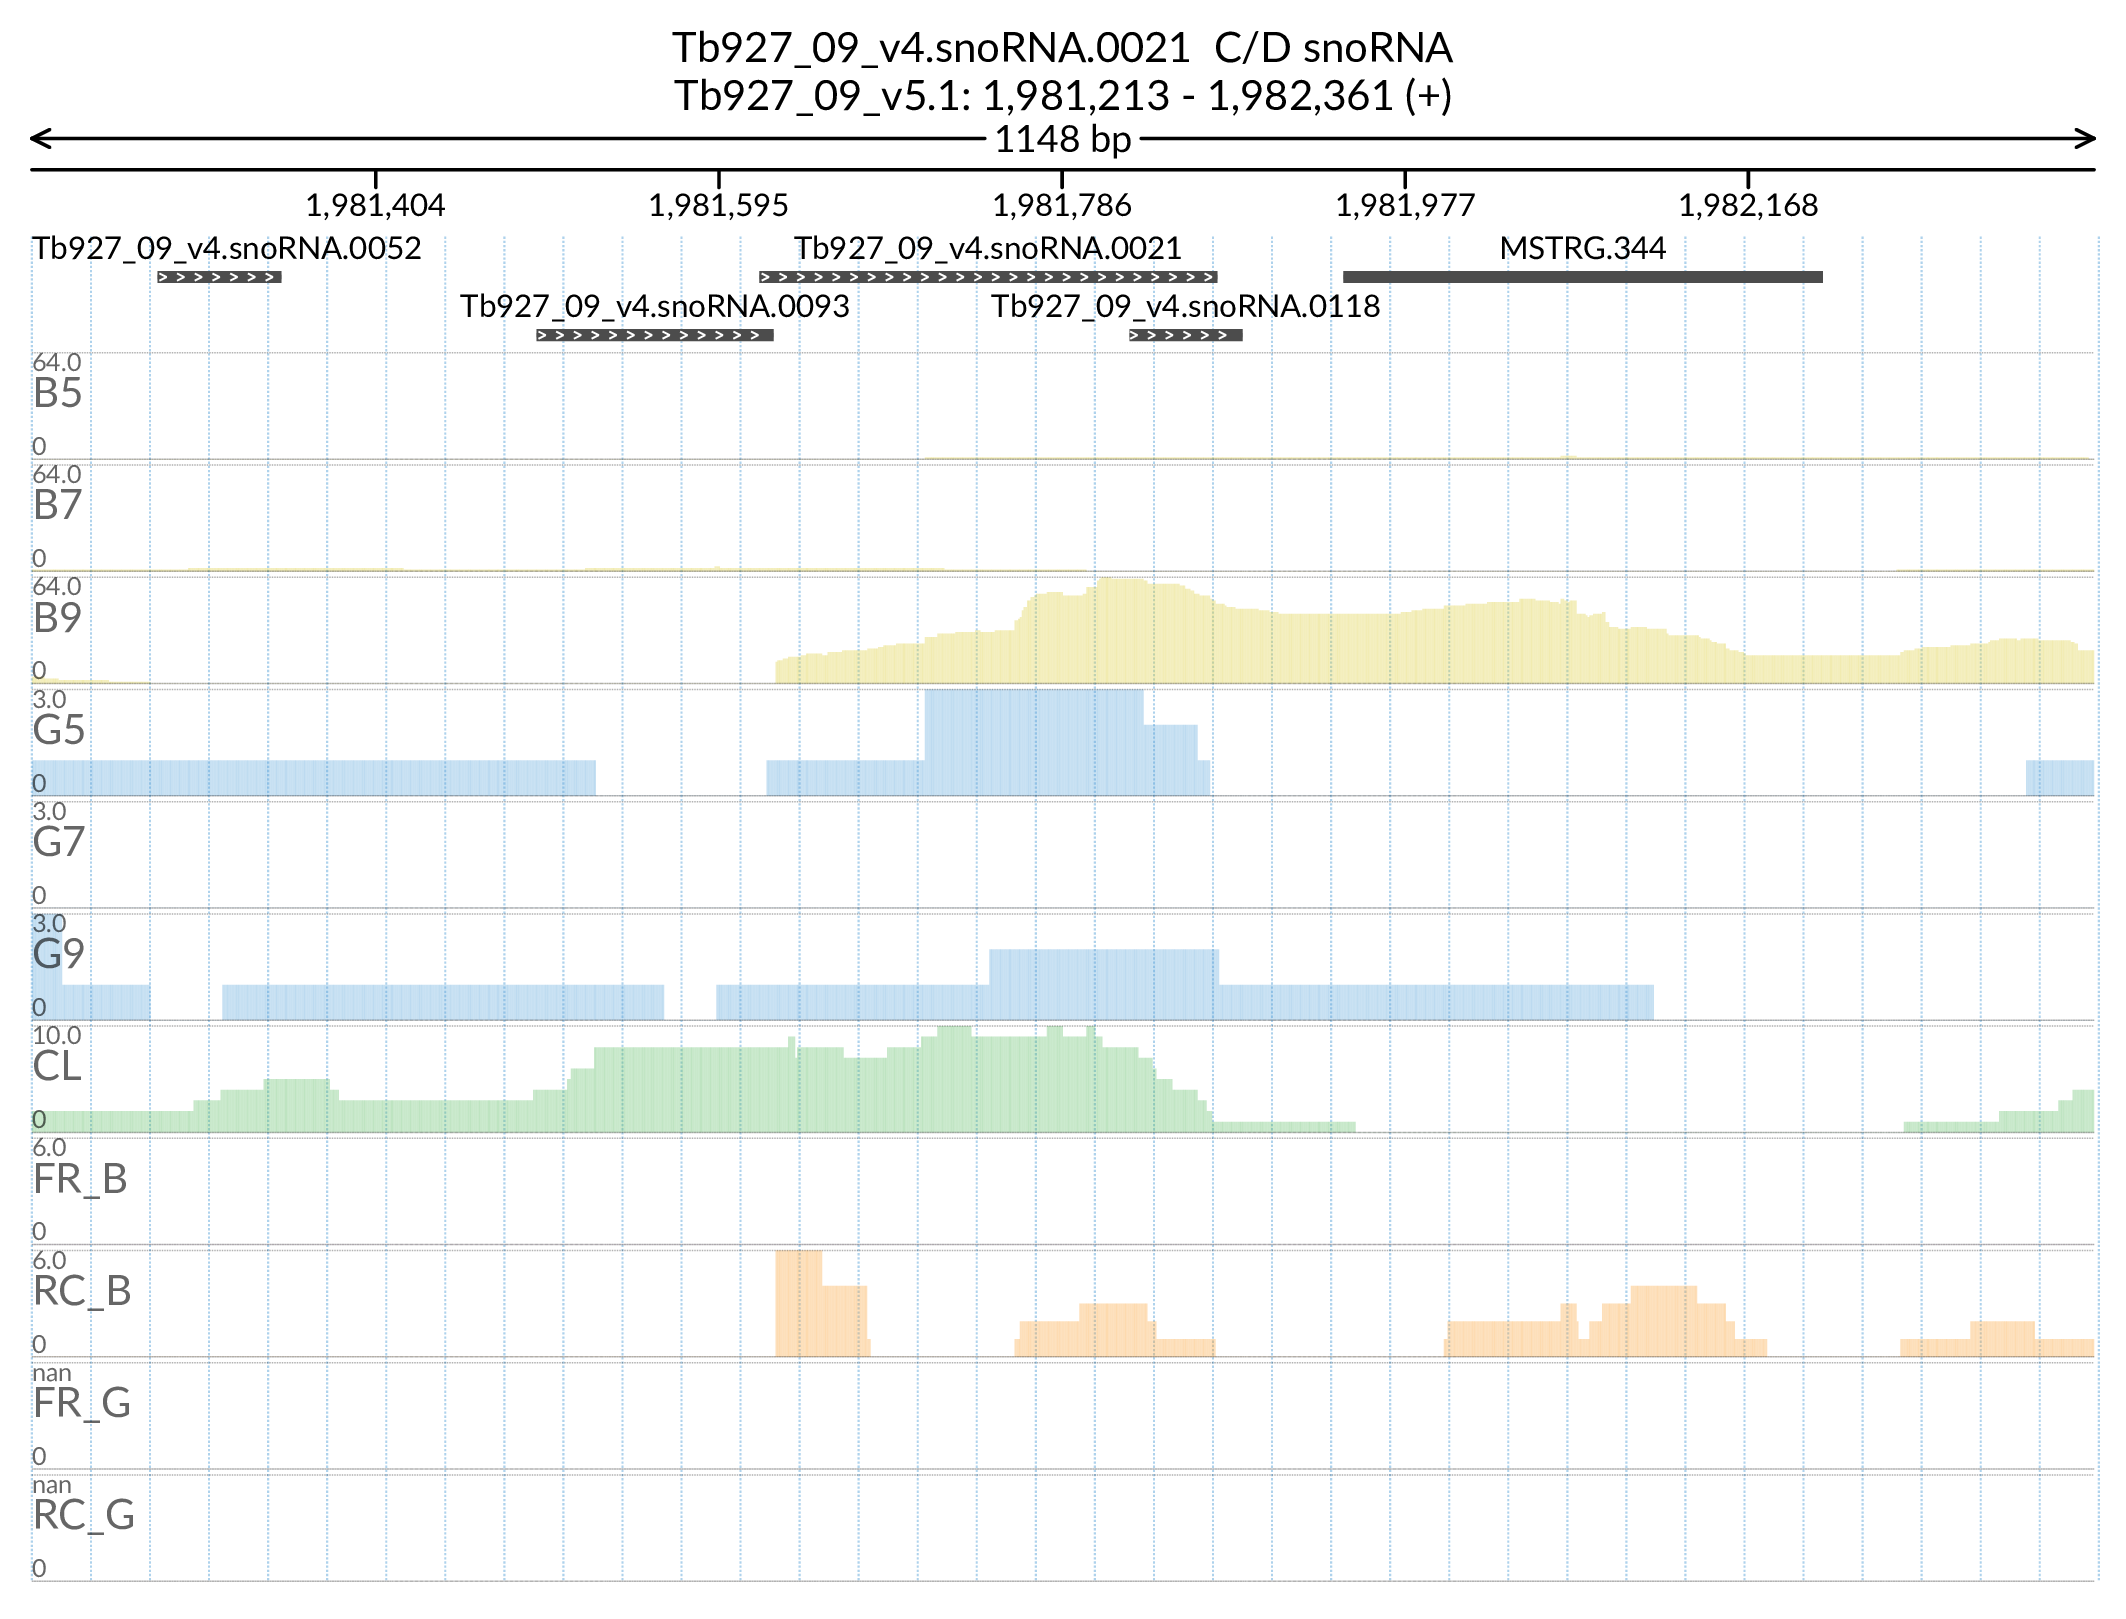 Tb927_09_v4.snoRNA.0021  C/D snoRNA
Tb927_09_v5.1: 1,981,213 - 1,982,361 (+)
1148 bp
1,981,404 1,981,595 1,981,786 1,981,977 1,982,168
Tb927_09_v4.snoRNA.0052 Tb927_09_v4.snoRNA.0021 MSTRG.344
Tb927_09_v4.snoRNA.0093 Tb927_09_v4.snoRNA.0118
64.0
B5
0
64.0
B7
0
64.0
B9
0
3.0
G5
0
3.0
G7
0
3.0
G9
0
10.0
CL
0
6.0
FR_B
0
6.0
RC_B
0
nan
FR_G
0
nan
RC_G
0